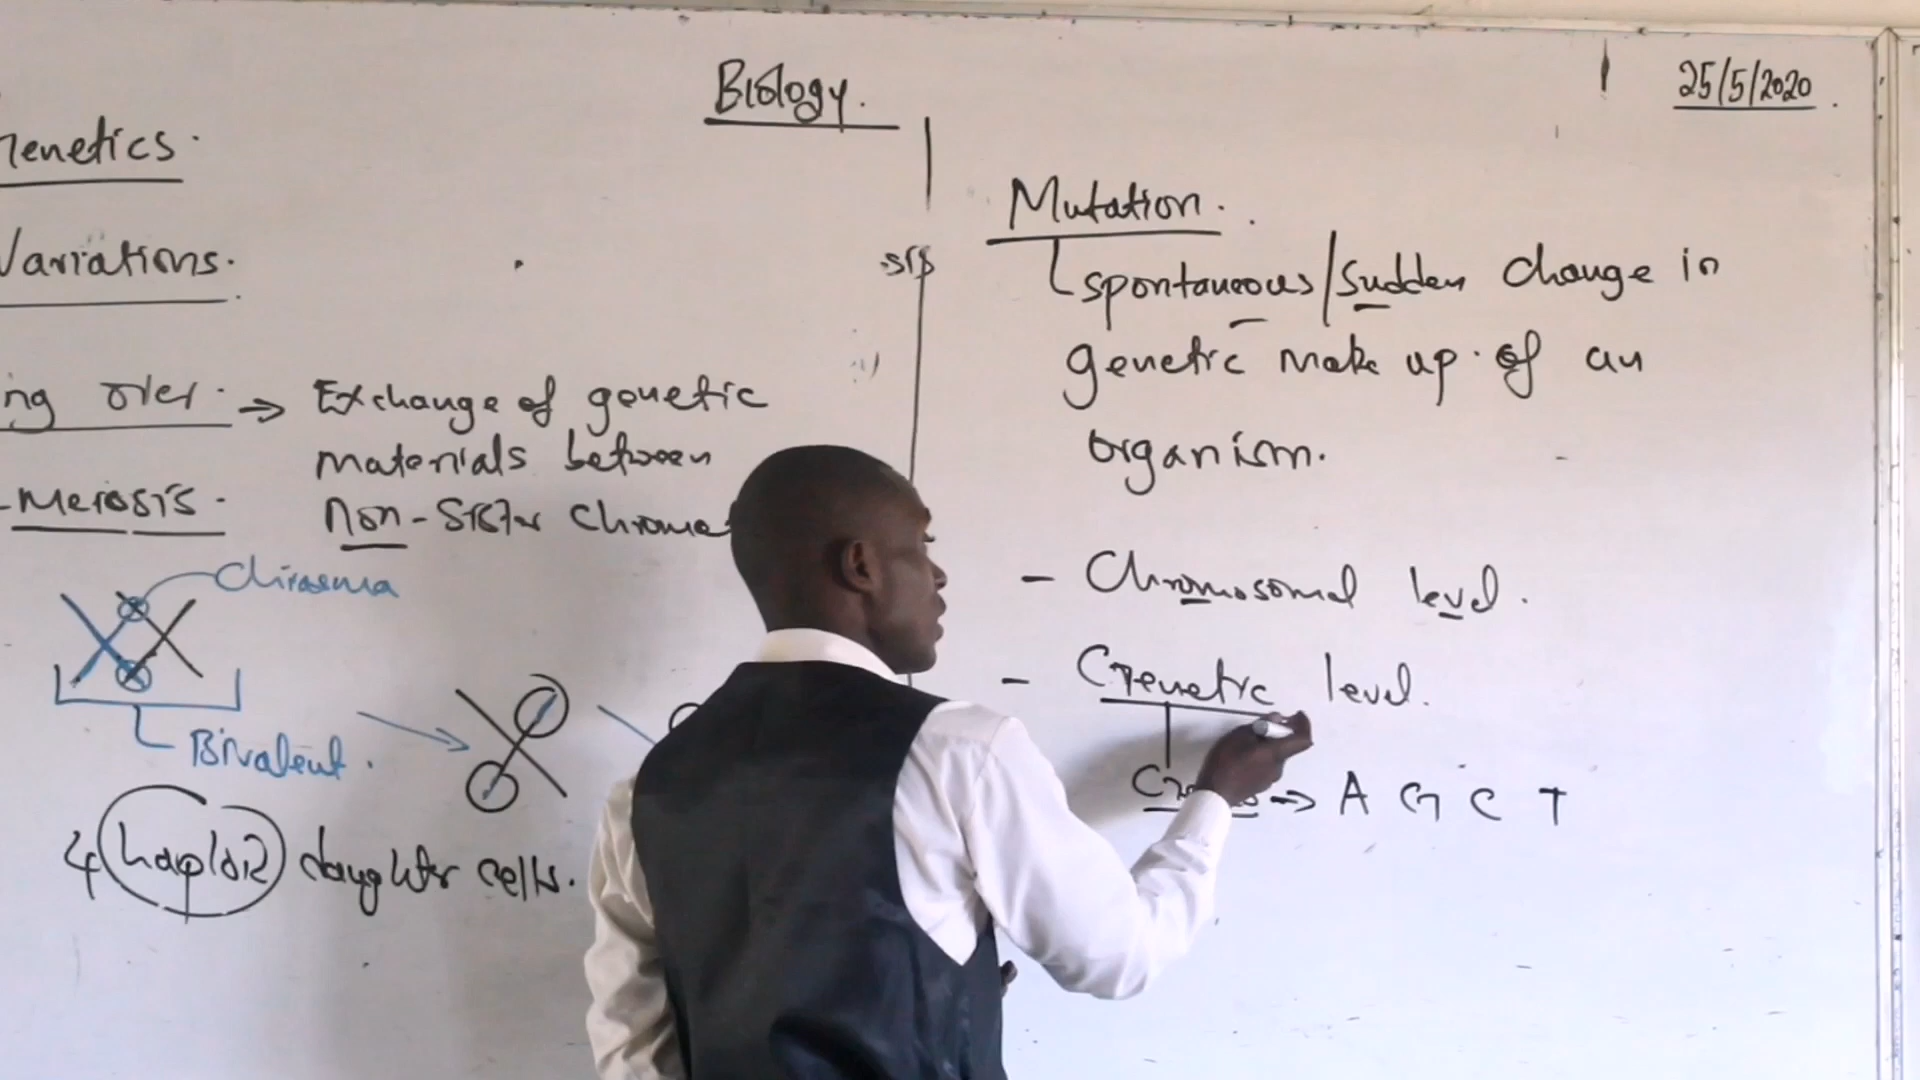 Biology.
25/5/2020
enetics.
Variations.
ng over. → Exchange of genetic
materials between
Non-sister chroma
- Meiosis.
Chiasma
Bivalent.
4 haploid daughter cells.
Mutation.
spontaneous/sudden change in
genetic make up of an
organism.
- Chromosomal level.
- Genetic level.
→ A G C T